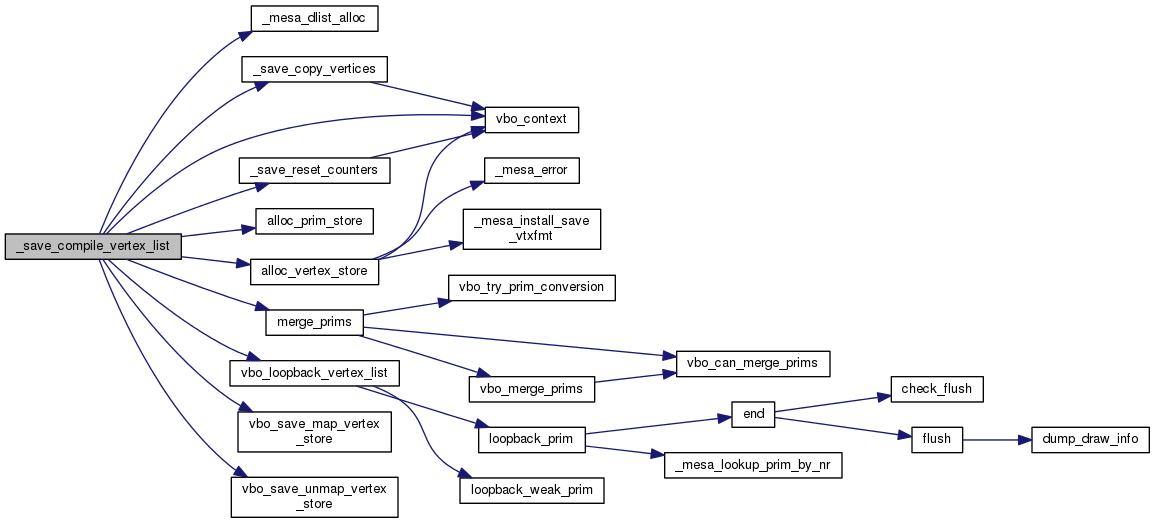 _mesa_dlist_alloc
_save_copy_vertices
vbo_context
_save_reset_counters
_mesa_error
alloc_prim_store
_mesa_install_save
_vtxfmt
_save_compile_vertex_list
alloc_vertex_store
vbo_try_prim_conversion
merge_prims
vbo_can_merge_prims
vbo_loopback_vertex_list
vbo_merge_prims
check_flush
end
vbo_save_map_vertex
_store
loopback_prim
flush
dump_draw_info
_mesa_lookup_prim_by_nr
vbo_save_unmap_vertex
_store
loopback_weak_prim